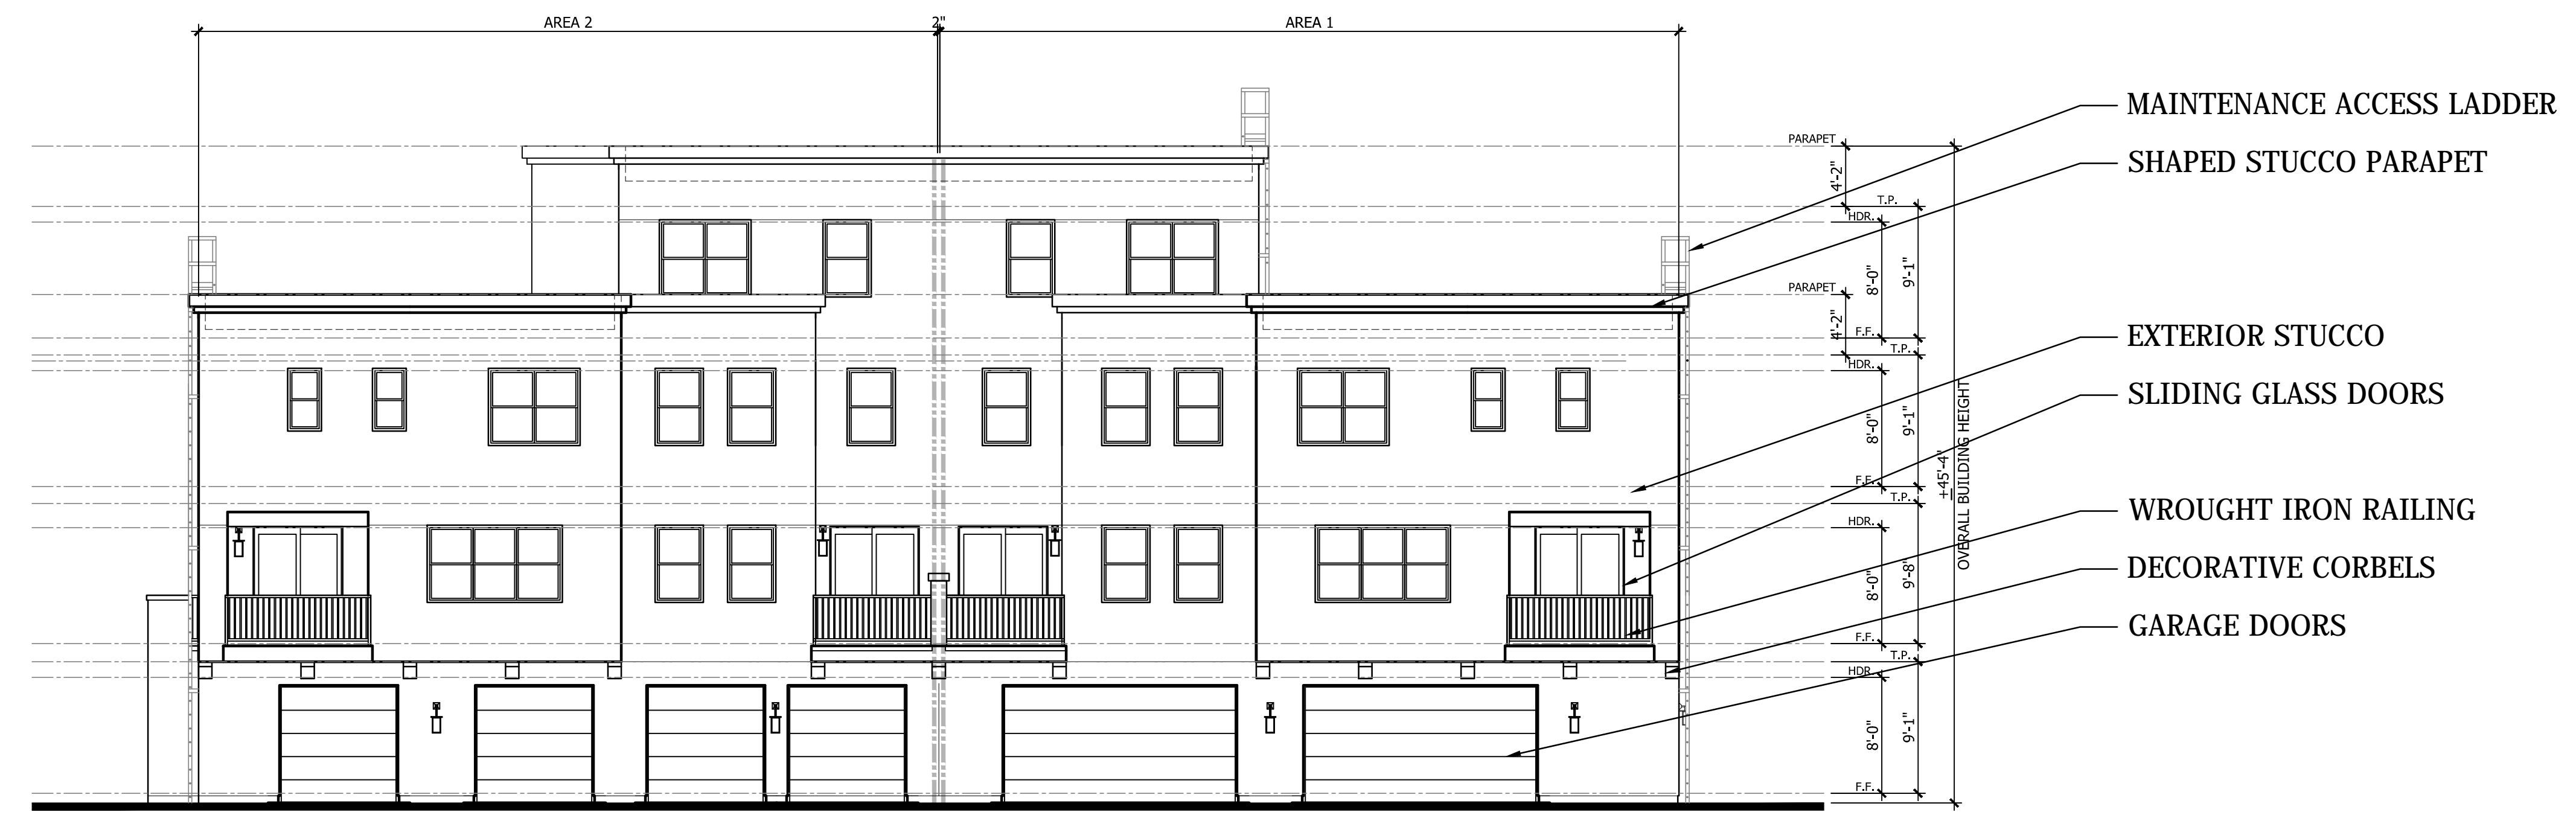 AREA 2
2"
AREA 1
MAINTENANCE ACCESS LADDER
SHAPED STUCCO PARAPET
EXTERIOR STUCCO
SLIDING GLASS DOORS
WROUGHT IRON RAILING
DECORATIVE CORBELS
GARAGE DOORS
PARAPET
4'-2"
T.P.
HDR.
8'-0"
9'-1"
PARAPET
F.F.
4'-2"
T.P.
HDR.
8'-0"
9'-1"
F.F.
T.P.
HDR.
8'-0"
9'-8"
F.F.
T.P.
HDR.
8'-0"
9'-1"
F.F.
±45'-4"
OVERALL BUILDING HEIGHT